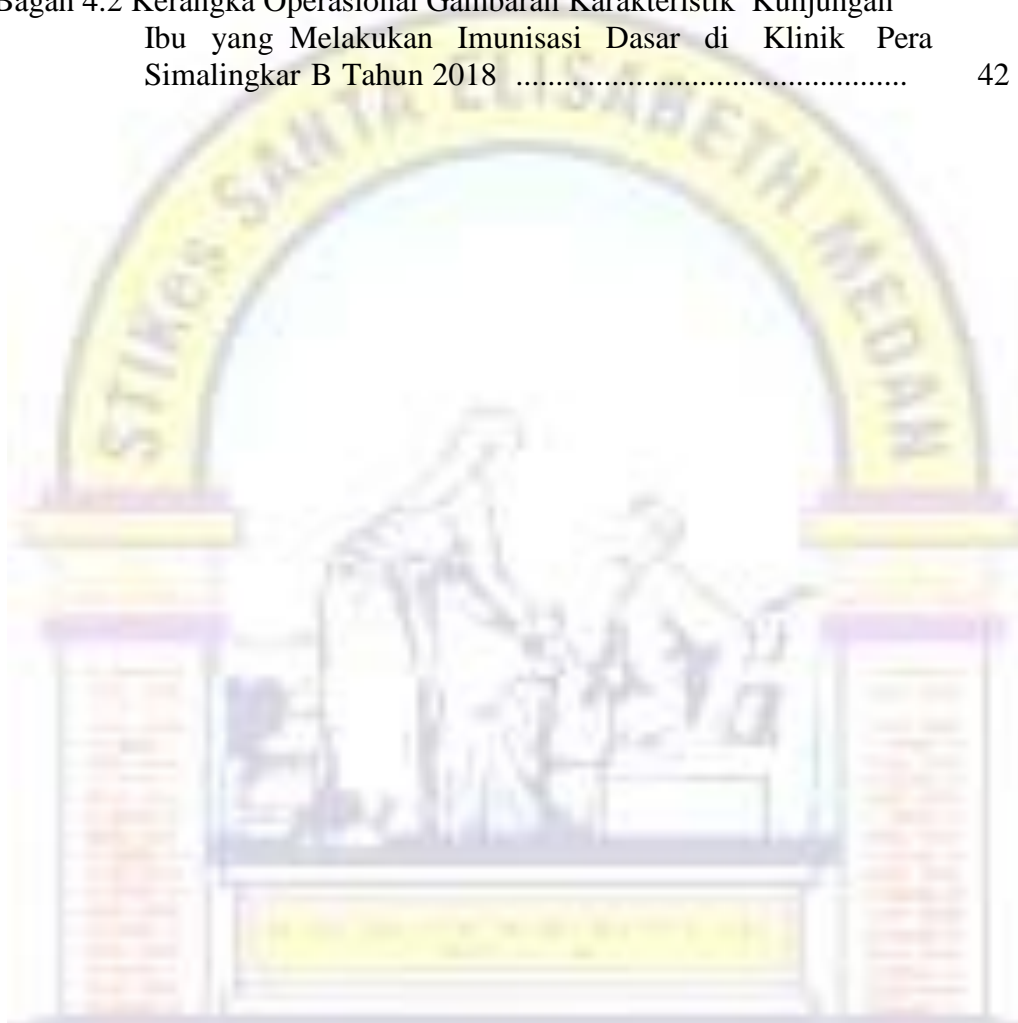 Bagan 4.2 Kerangka Operasional Gambaran Karakteristik Kunjungan
Ibu yang Melakukan Imunisasi Dasar di Klinik Pera
Simalingkar B Tahun 2018 ............................................. 42
STIKes SANTA ELISABETH MEDAN